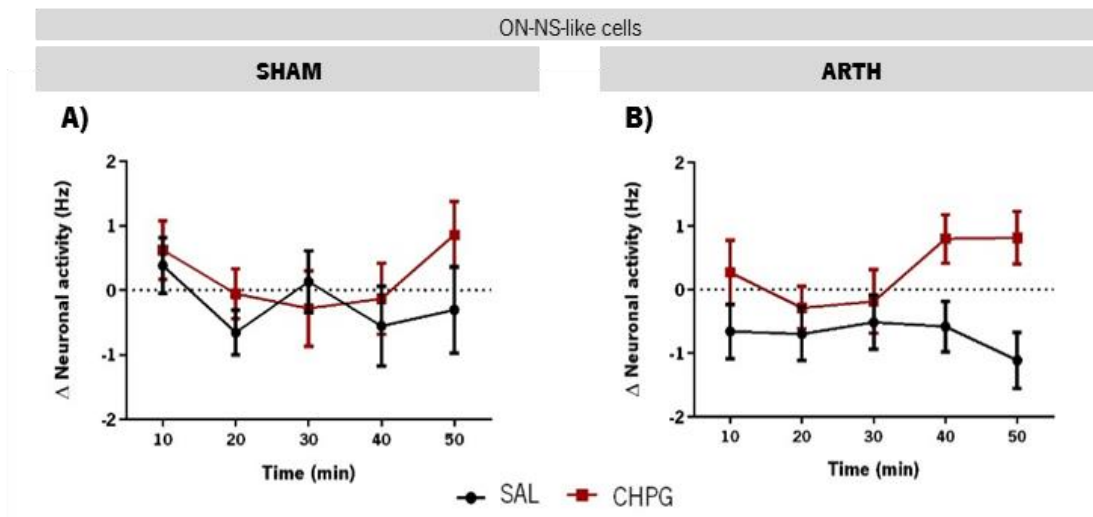 ON-NS-like cells
SHAM
ARTH
A)
B)
Δ Neuronal activity (Hz)
2
1
0
-1
-2
10 20 30 40 50
Time (min)
Δ Neuronal activity (Hz)
2
1
0
-1
-2
10 20 30 40 50
Time (min)
SAL CHPG